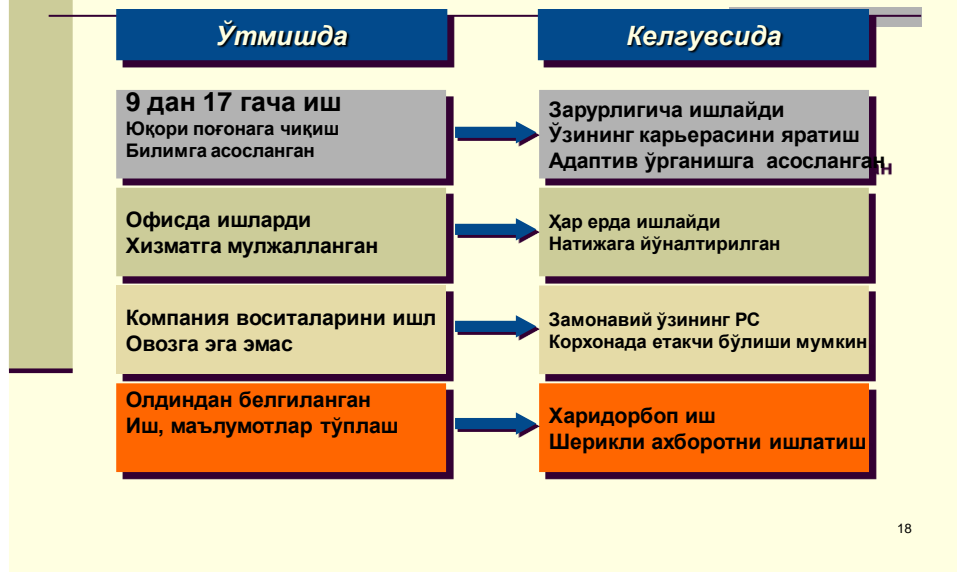 Ўтмишда
Келгувсида
9 дан 17 гача иш
Юқори поғонага чиқиш
Билимга асосланган
Зарурлигича ишлайди
Ўзининг карьерасини яратиш
Адаптив ўрганишга асосланган
Офисда ишларди
Хизматга мулжалланган
Ҳар ерда ишлайди
Натижага йўналтирилган
Компания воситаларини ишл
Овозга эга эмас
Замонавий ўзининг РС
Корхонада етакчи бўлиши мумкин
Олдиндан белгиланган
Иш, маълумотлар тўплаш
Харидорбоп иш
Шерикли ахборотни ишлатиш
18